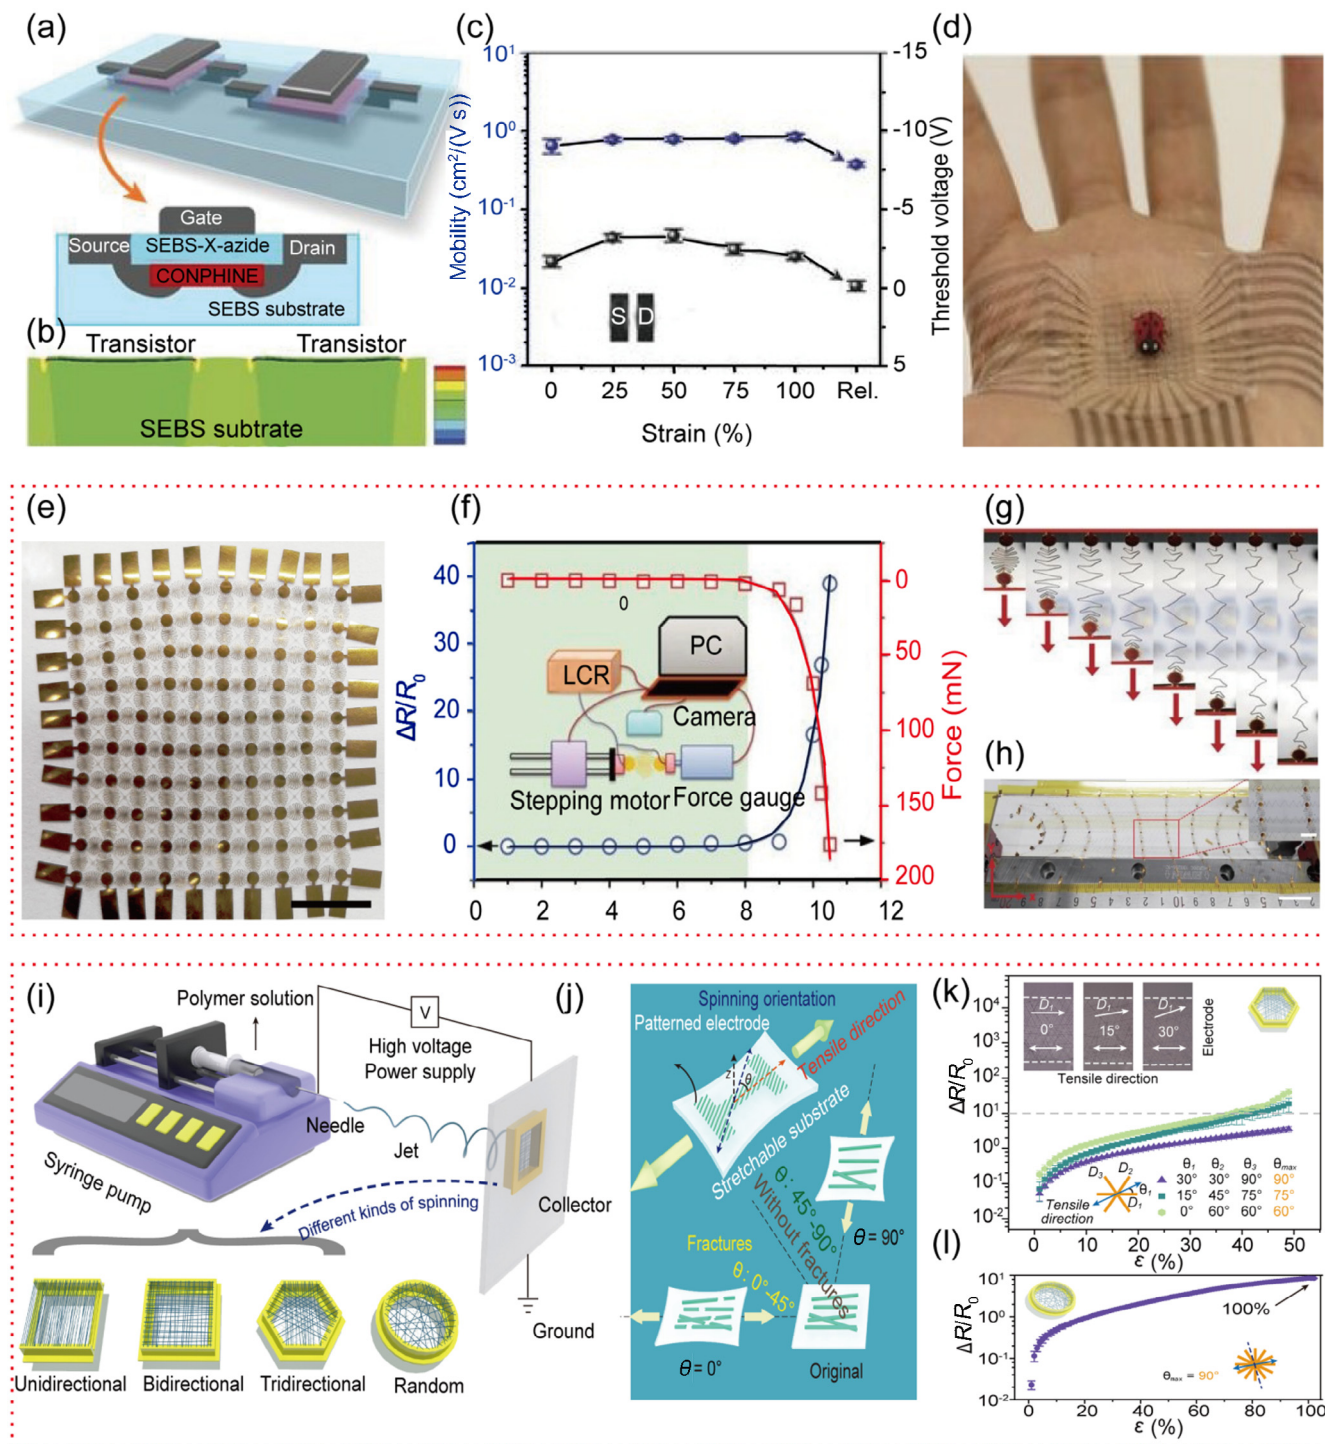 (a)
Gate
Source
SEBS-X-azide
Drain
CONPHINE
SEBS substrate
(b)
Transistor
Transistor
SEBS subtrate
(c)
10¹
10⁰
10⁻¹
10⁻²
10⁻³
Mobility (cm²/(V s))
-15
-10
-5
0
5
Threshold voltage (V)
S D
0 25 50 75 100 Rel.
Strain (%)
(d)
(e)
(f)
40
30
20
10
0
ΔR/R₀
0
50
100
150
200
Force (mN)
0
PC
LCR
Camera
Stepping motor
Force gauge
0 2 4 6 8 10 12
(g)
(h)
(i)
Polymer solution
V
High voltage
Power supply
Needle
Jet
Syringe pump
Collector
Different kinds of spinning
Ground
Unidirectional
Bidirectional
Tridirectional
Random
(j)
Spinning orientation
Patterned electrode
Tensile direction
Z
θ
Stretchable substrate
θ: 45°-90°
Without fractures
Fractures
θ: 0°-45°
θ = 90°
θ = 0°
Original
(k)
10⁴
10³
10²
10¹
10⁰
10⁻¹
10⁻²
ΔR/R₀
D₁ D₁ D₁
0° 15° 30°
Electrode
Tensile direction
D₃ D₂
θ₁
D₁
Tensile
direction
θ₁ θ₂ θ₃ θmax
30° 30° 90° 90°
15° 45° 75° 75°
0° 60° 60° 60°
0 10 20 30 40 50
ε (%)
(l)
10¹
10⁰
10⁻¹
10⁻²
ΔR/R₀
100%
θmax = 90°
0 20 40 60 80 100
ε (%)